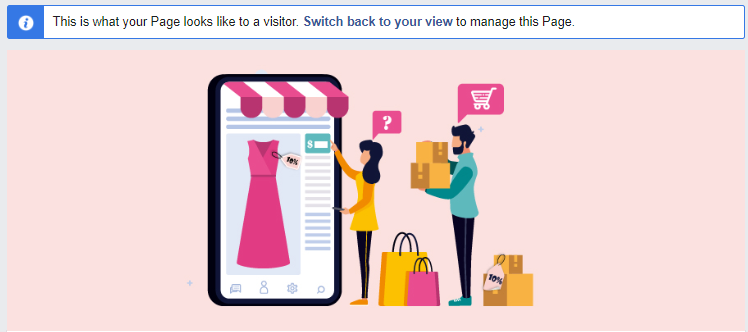 This is what your Page looks like to a visitor. Switch back to your view to manage this Page.
?
$
10%
10%